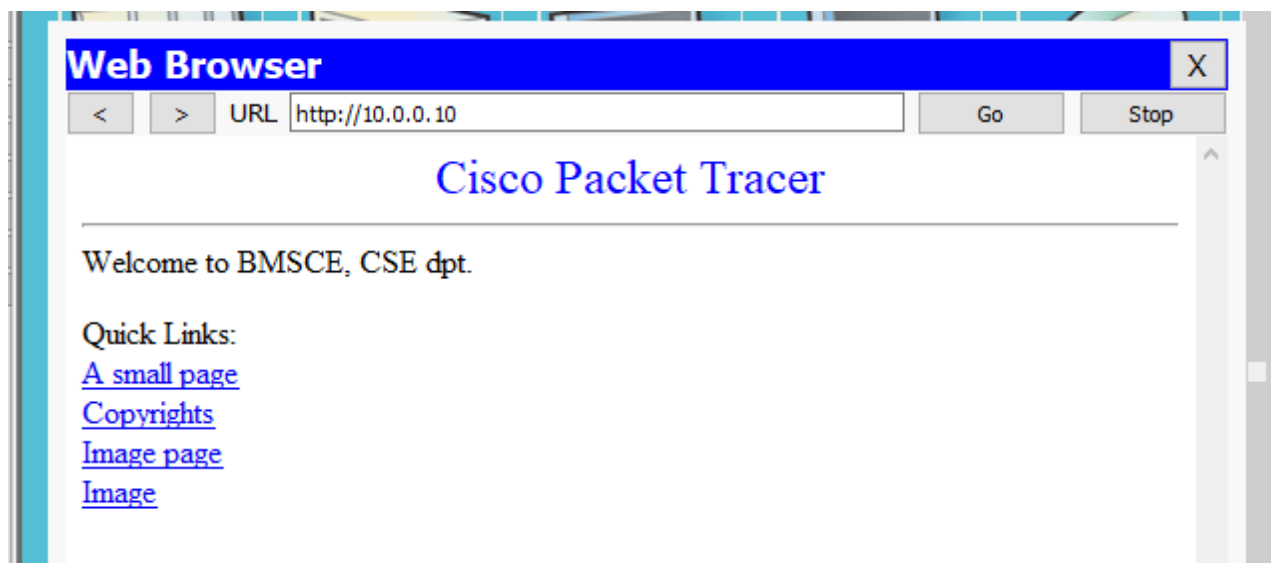 Web Browser X
< > URL http://10.0.0.10 Go Stop
Cisco Packet Tracer
Welcome to BMSCE, CSE dpt.
Quick Links:
A small page
Copyrights
Image page
Image